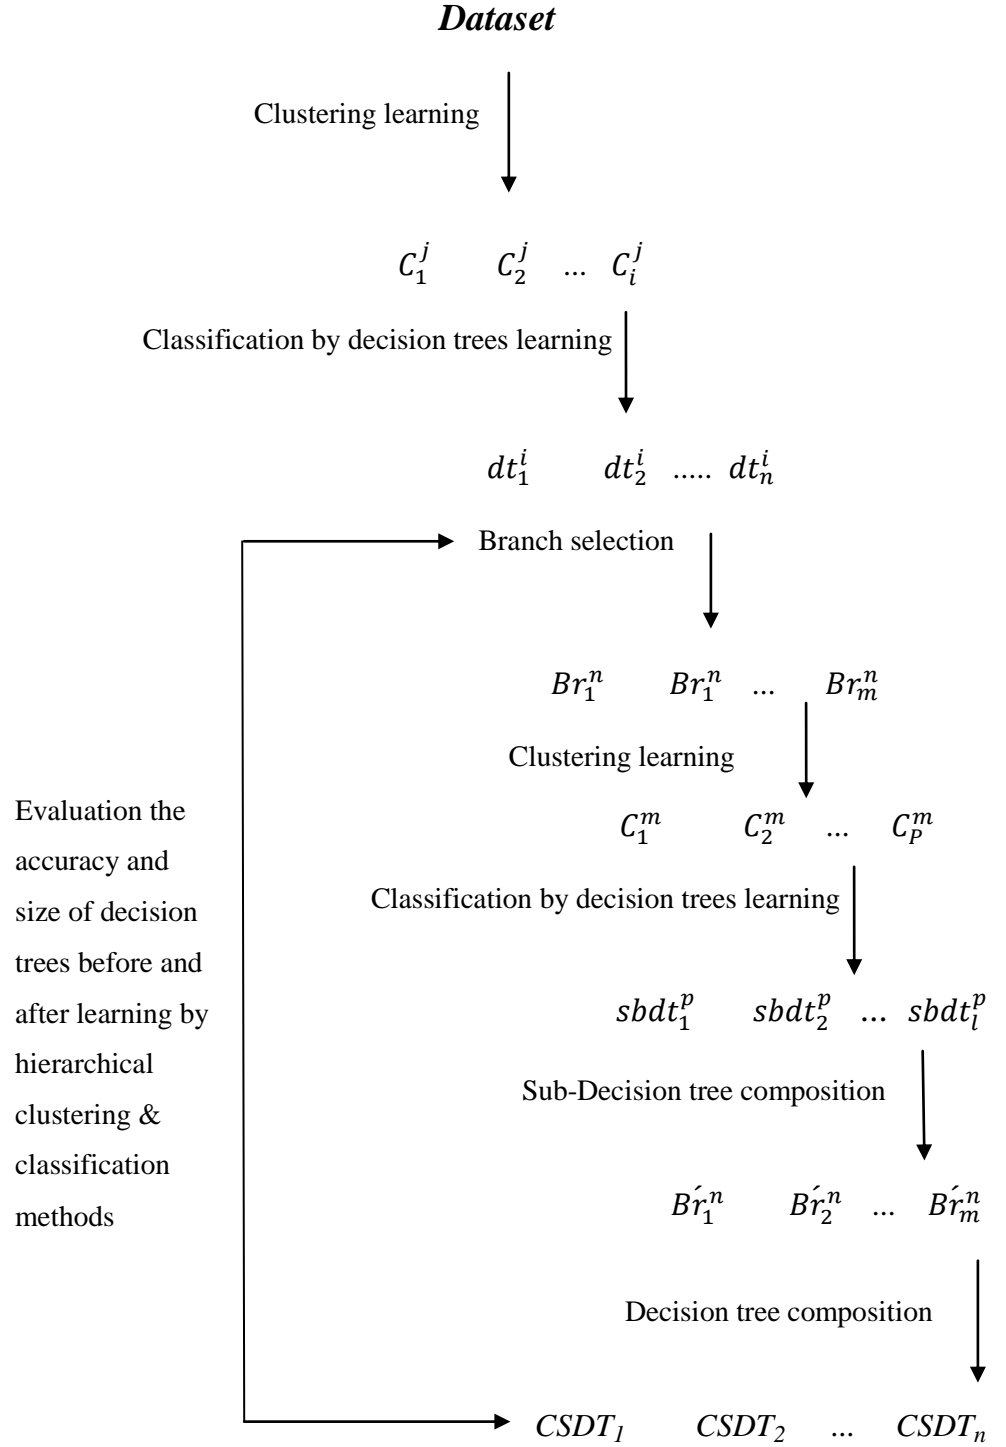 Dataset
Clustering learning
C_1^j C_2^j ... C_i^j
Classification by decision trees learning
dt_1^i dt_2^i ..... dt_n^i
Branch selection
Br_1^n Br_1^n ... Br_m^n
Clustering learning
C_1^m C_2^m ... C_P^m
Classification by decision trees learning
sbdt_1^p sbdt_2^p ... sbdt_l^p
Sub-Decision tree composition
Bŕ_1^n Bŕ_2^n ... Bŕ_m^n
Decision tree composition
CSDT_1 CSDT_2 ... CSDT_n
Evaluation the
accuracy and
size of decision
trees before and
after learning by
hierarchical
clustering &
classification
methods